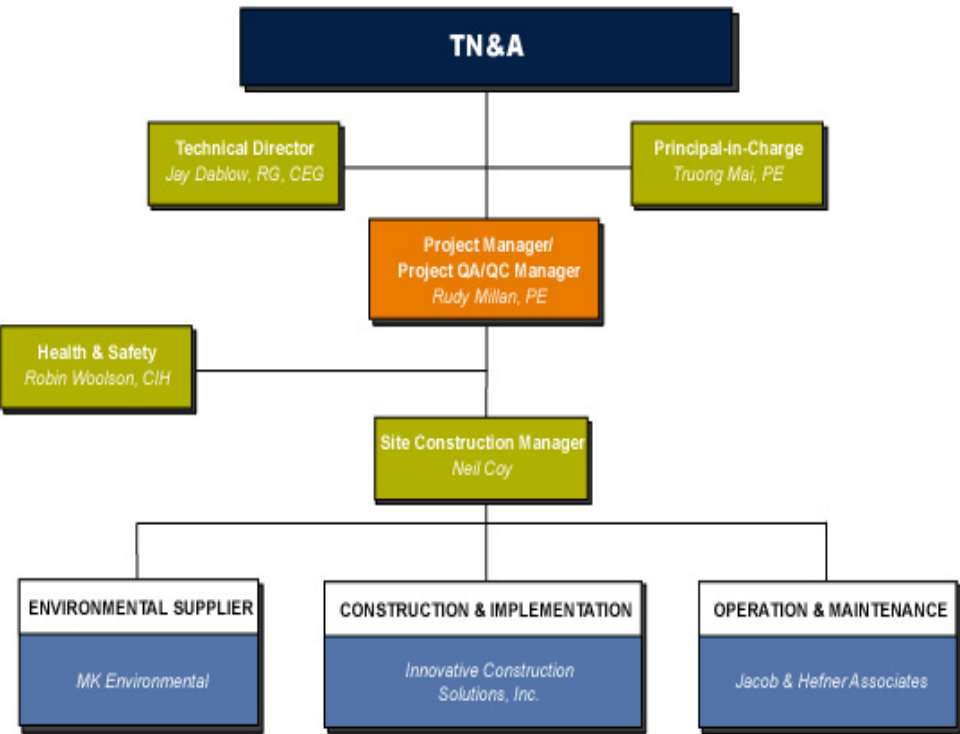 TN&A
Technical Director
Jay Dablow, RG, CEG
Principal-in-Charge
Truong Mai, PE
Project Manager/
Project QA/QC Manager
Rudy Millan, PE
Health & Safety
Robin Woolson, CIH
Site Construction Manager
Neil Coy
ENVIRONMENTAL SUPPLIER
MK Environmental
CONSTRUCTION & IMPLEMENTATION
Innovative Construction
Solutions, Inc.
OPERATION & MAINTENANCE
Jacob & Hefner Associates